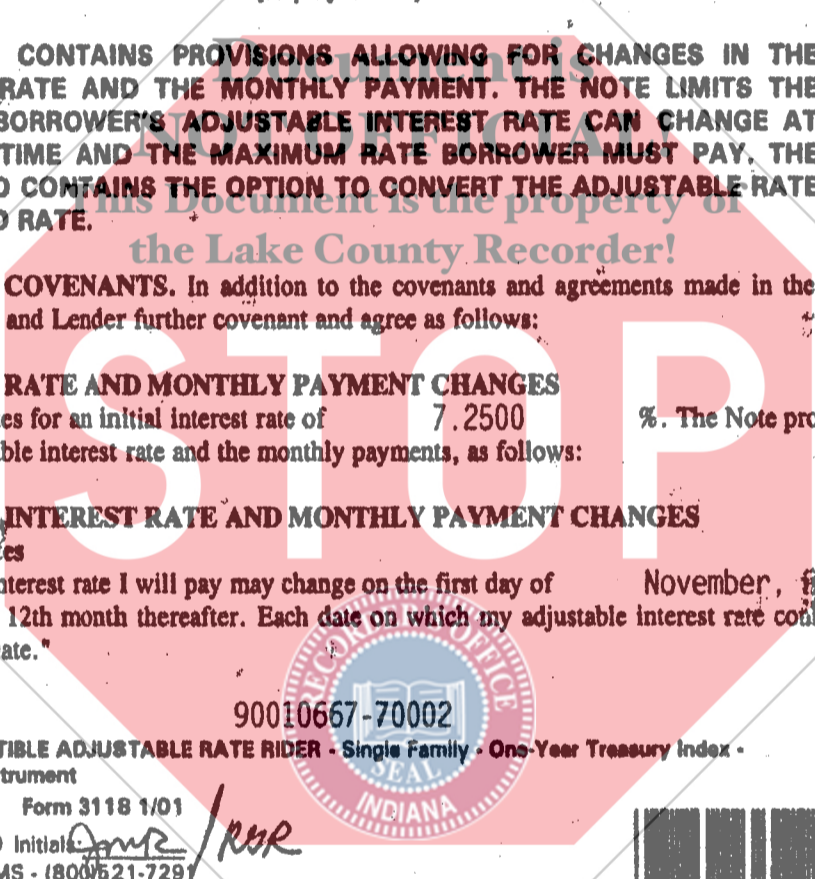 CONTAINS PROVISIONS ALLOWING FOR CHANGES IN THE
RATE AND THE MONTHLY PAYMENT. THE NOTE LIMITS THE
BORROWER'S ADJUSTABLE INTEREST RATE CAN CHANGE AT
TIME AND THE MAXIMUM RATE BORROWER MUST PAY. THE
O CONTAINS THE OPTION TO CONVERT THE ADJUSTABLE RATE
D RATE.
Document is
NOT OFFICIAL!
This Document is the property of
the Lake County Recorder!
COVENANTS. In addition to the covenants and agreements made in the
and Lender further covenant and agree as follows:
STOP
RATE AND MONTHLY PAYMENT CHANGES
es for an initial interest rate of 7.2500 %. The Note pro
ble interest rate and the monthly payments, as follows:
INTEREST RATE AND MONTHLY PAYMENT CHANGES
tes
nterest rate I will pay may change on the first day of November,
12th month thereafter. Each date on which my adjustable interest rate coul
ate."
RECORDER'S OFFICE
SEAL
INDIANA
90010667-70002
TIBLE ADJUSTABLE RATE RIDER - Single Family - One-Year Treasury Index -
trument
Form 3118 1/01
Initials:
MS - (800)521-7291